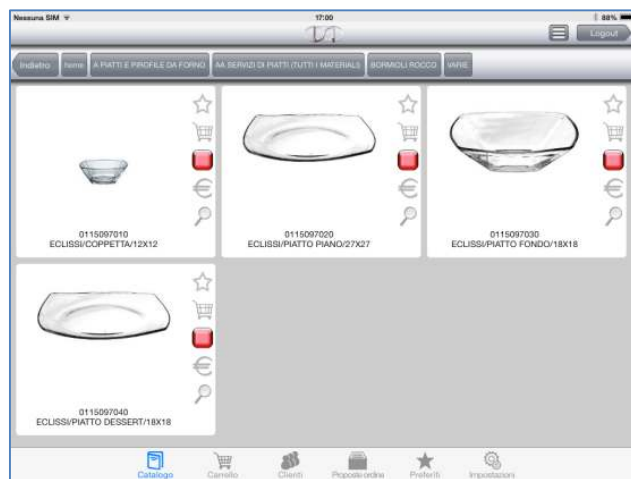 Nessuna SIM
17:00
88%
Logout
Indietro
home
A PIATTI E PIROFILE DA FORNO
AA SERVIZI DI PIATTI (TUTTI I MATERIALI)
BORMIOLI ROCCO
VARIE
0115097010
ECLISSI/COPPETTA/12X12
0115097020
ECLISSI/PIATTO PIANO/27X27
0115097030
ECLISSI/PIATTO FONDO/18X18
0115097040
ECLISSI/PIATTO DESSERT/18X18
Catalogo
Carrello
Clienti
Proposte ordine
Preferiti
Impostazioni